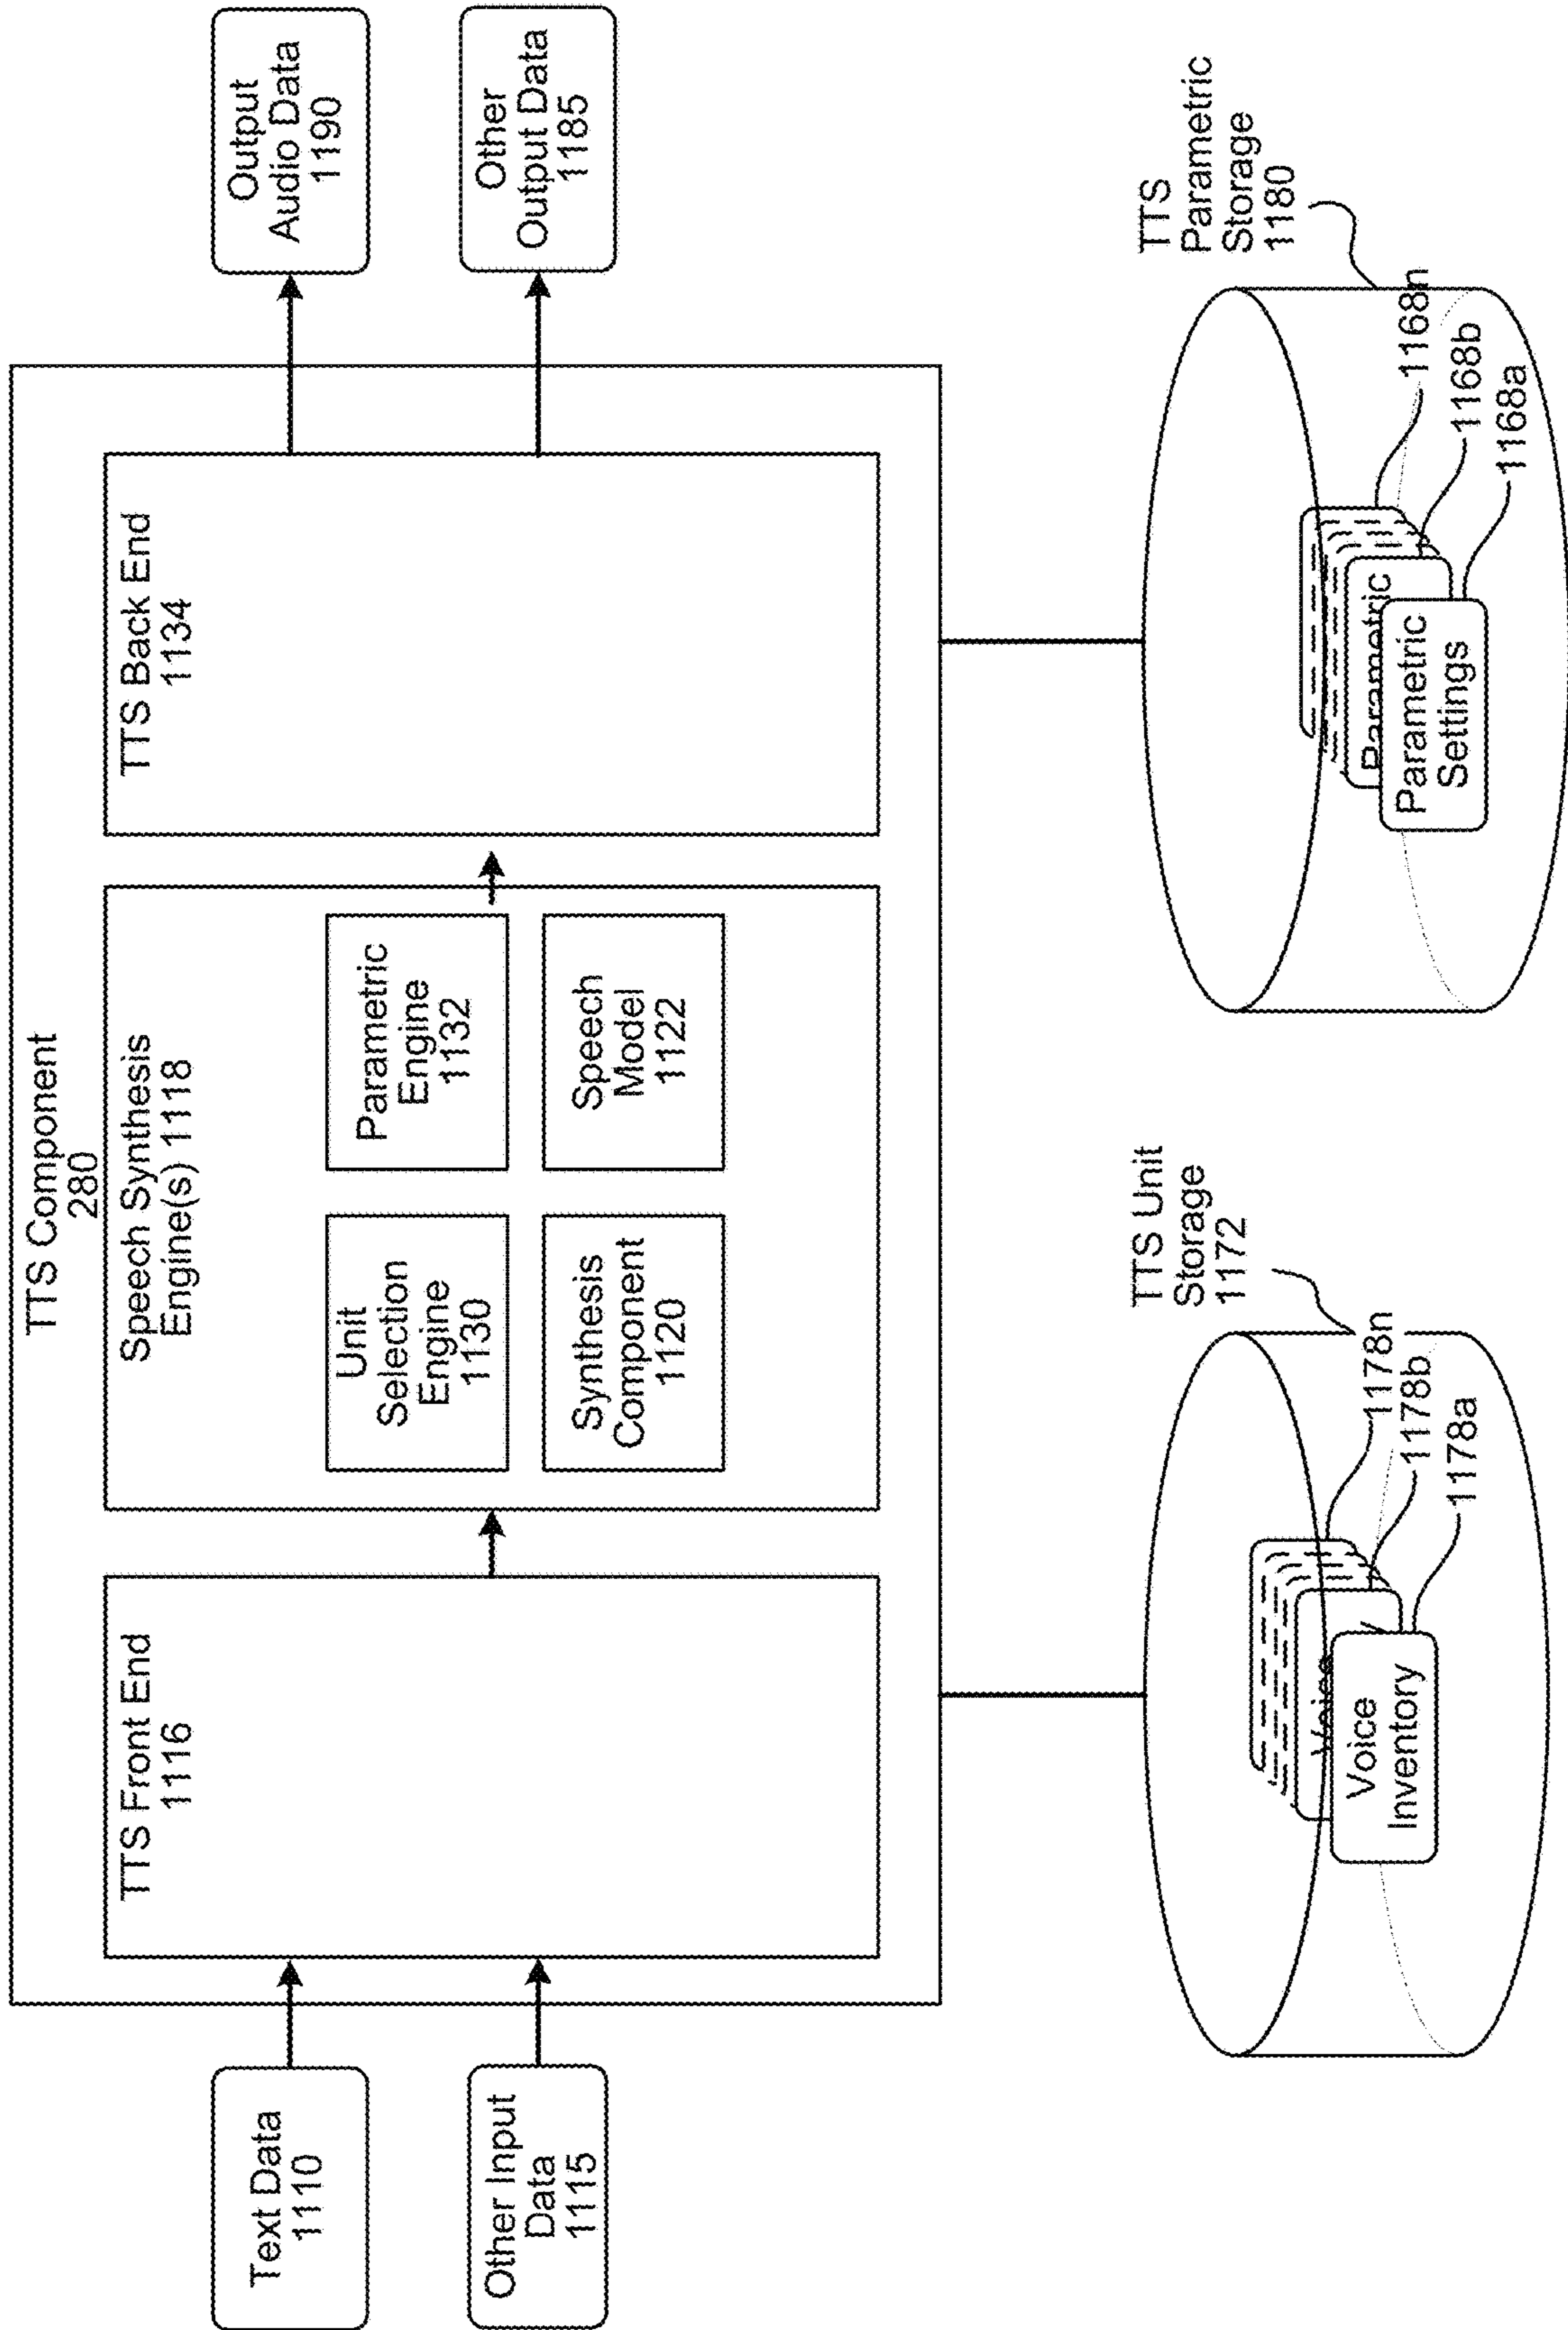 TTS Component
280
Text Data
1110
Other Input
Data
1115
TTS Front End
1116
Speech Synthesis
Engine(s) 1118
Unit
Selection
Engine
1130
Parametric
Engine
1132
Synthesis
Component
1120
Speech
Model
1122
TTS Back End
1134
Output
Audio Data
1190
Other
Output Data
1185
TTS Unit
Storage
1172
1178n
1178b
1178a
Voice
Voice
Inventory
TTS
Parametric
Storage
1180
1168n
1168b
1168a
Parametric
Parametric
Settings